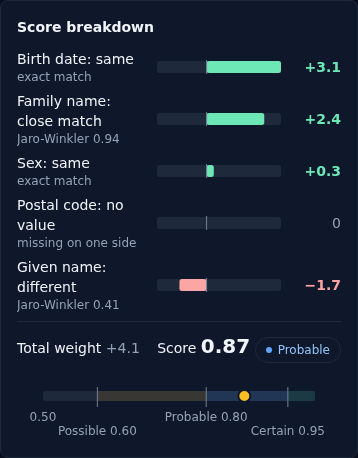 Score breakdown
Birth date: same
exact match
+3.1
Family name:
close match
Jaro-Winkler 0.94
+2.4
Sex: same
exact match
+0.3
Postal code: no
value
missing on one side
0
Given name:
different
Jaro-Winkler 0.41
−1.7
Total weight +4.1 Score 0.87 Probable
0.50 Probable 0.80
Possible 0.60 Certain 0.95